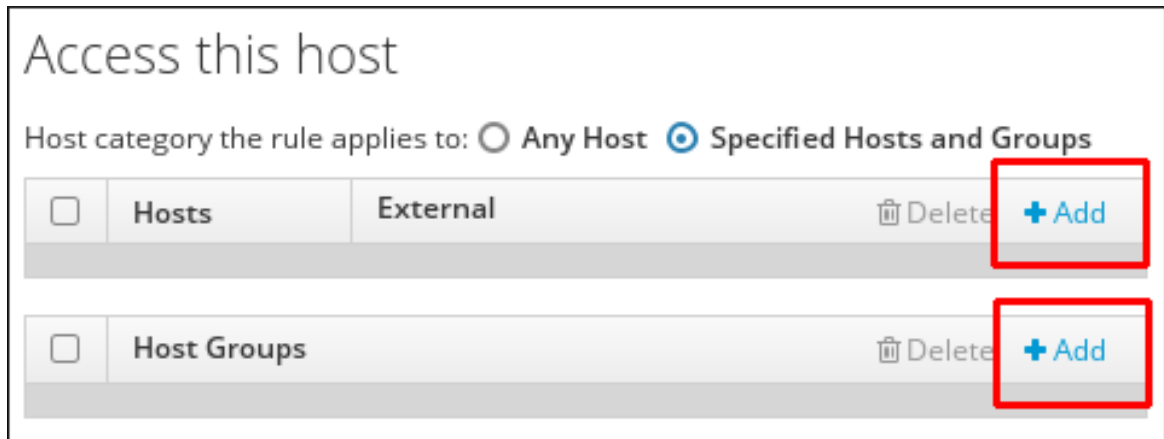 Access this host
Host category the rule applies to: Any Host Specified Hosts and Groups
Hosts External Delete Add
Host Groups Delete Add